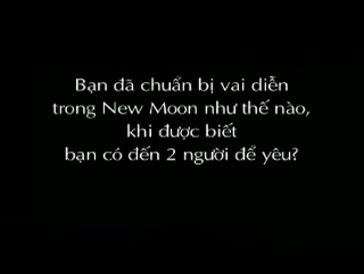 Bạn đã chuẩn bị vai diễn
trong New Moon như thế nào,
khi được biết
bạn có đến 2 người để yêu?